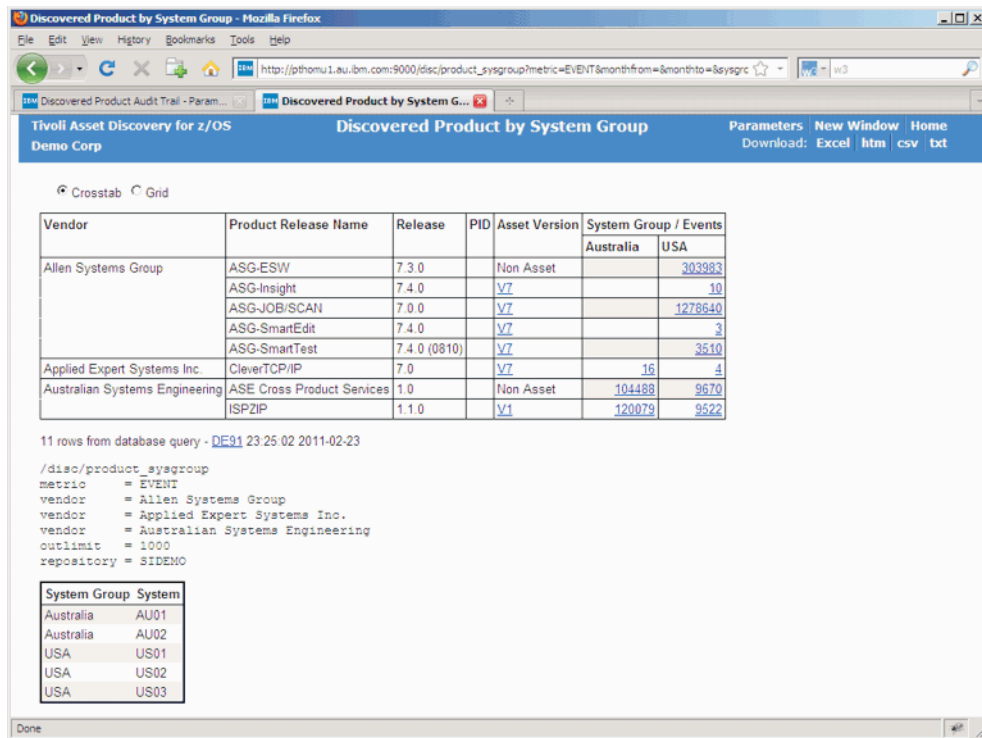 Discovered Product by System Group - Mozilla Firefox
File Edit View History Bookmarks Tools Help
http://pthomu1.au.ibm.com:9000/disc/product_sysgroup?metric=EVENT&monthfrom=&monthto=&sysgrc w3
Discovered Product Audit Trail - Param... Discovered Product by System G...
Tivoli Asset Discovery for z/OS Discovered Product by System Group Parameters New Window Home
Demo Corp Download: Excel htm csv txt
Crosstab Grid
Vendor Product Release Name Release PID Asset Version System Group / Events
Australia USA
Allen Systems Group ASG-ESW 7.3.0 Non Asset 303983
ASG-Insight 7.4.0 V7 10
ASG-JOB/SCAN 7.0.0 V7 1278640
ASG-SmartEdit 7.4.0 V7 3
ASG-SmartTest 7.4.0 (0810) V7 3510
Applied Expert Systems Inc. CleverTCP/IP 7.0 V7 16 4
Australian Systems Engineering ASE Cross Product Services 1.0 Non Asset 104488 9670
ISPZIP 1.1.0 V1 120079 9522
11 rows from database query - DE91 23:25:02 2011-02-23
/disc/product_sysgroup
metric = EVENT
vendor = Allen Systems Group
vendor = Applied Expert Systems Inc.
vendor = Australian Systems Engineering
outlimit = 1000
repository = SIDEMO
System Group System
Australia AU01
Australia AU02
USA US01
USA US02
USA US03
Done